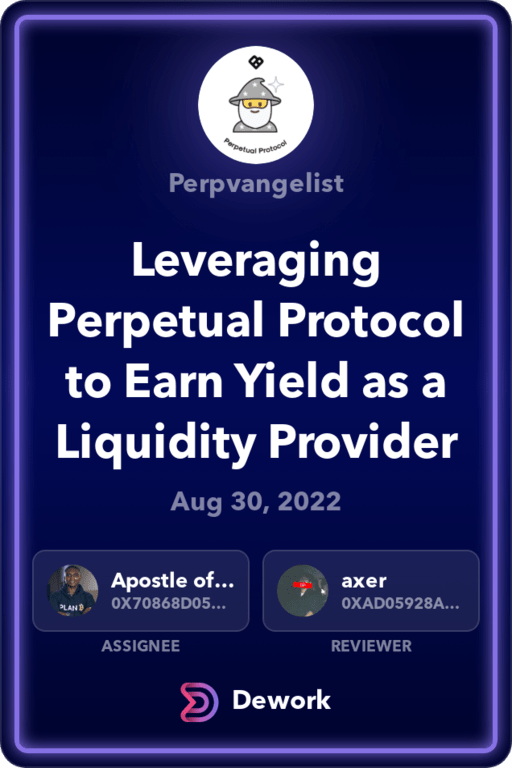 Perpetual Protocol
Perpvangelist
Leveraging
Perpetual Protocol
to Earn Yield as a
Liquidity Provider
Aug 30, 2022
Apostle of...
0X70868D05...
ASSIGNEE
axer
0XAD05928A...
REVIEWER
Dework